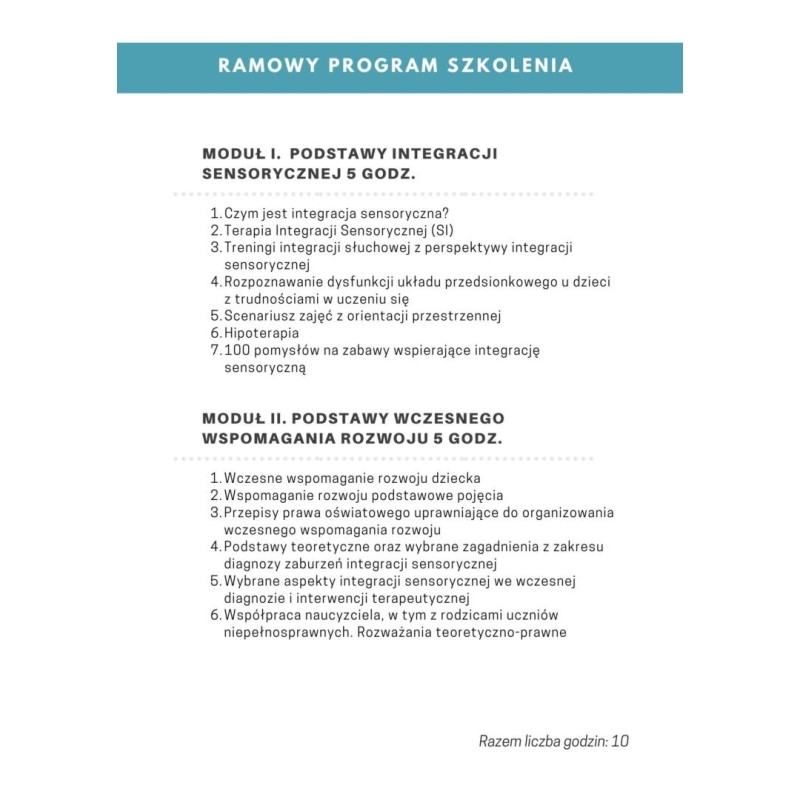 RAMOWY PROGRAM SZKOLENIA
MODUŁ I. PODSTAWY INTEGRACJI
SENSORYCZNEJ 5 GODZ.
1. Czym jest integracja sensoryczna?
2. Terapia Integracji Sensorycznej (SI)
3. Treningi integracji słuchowej z perspektywy integracji
sensorycznej
4. Rozpoznawanie dysfunkcji układu przedsionkowego u dzieci
z trudnościami w uczeniu się
5. Scenariusz zajęć z orientacji przestrzennej
6. Hipoterapia
7. 100 pomysłów na zabawy wspierające integrację
sensoryczną
MODUŁ II. PODSTAWY WCZESNEGO
WSPOMAGANIA ROZWOJU 5 GODZ.
1. Wczesne wspomaganie rozwoju dziecka
2. Wspomaganie rozwoju podstawowe pojęcia
3. Przepisy prawa oświatowego uprawniające do organizowania
wczesnego wspomagania rozwoju
4. Podstawy teoretyczne oraz wybrane zagadnienia z zakresu
diagnozy zaburzeń integracji sensorycznej
5. Wybrane aspekty integracji sensorycznej we wczesnej
diagnozie i interwencji terapeutycznej
6. Współpraca naucyzciela, w tym z rodzicami uczniów
niepełnosprawnych. Rozważania teoretyczno-prawne
Razem liczba godzin: 10